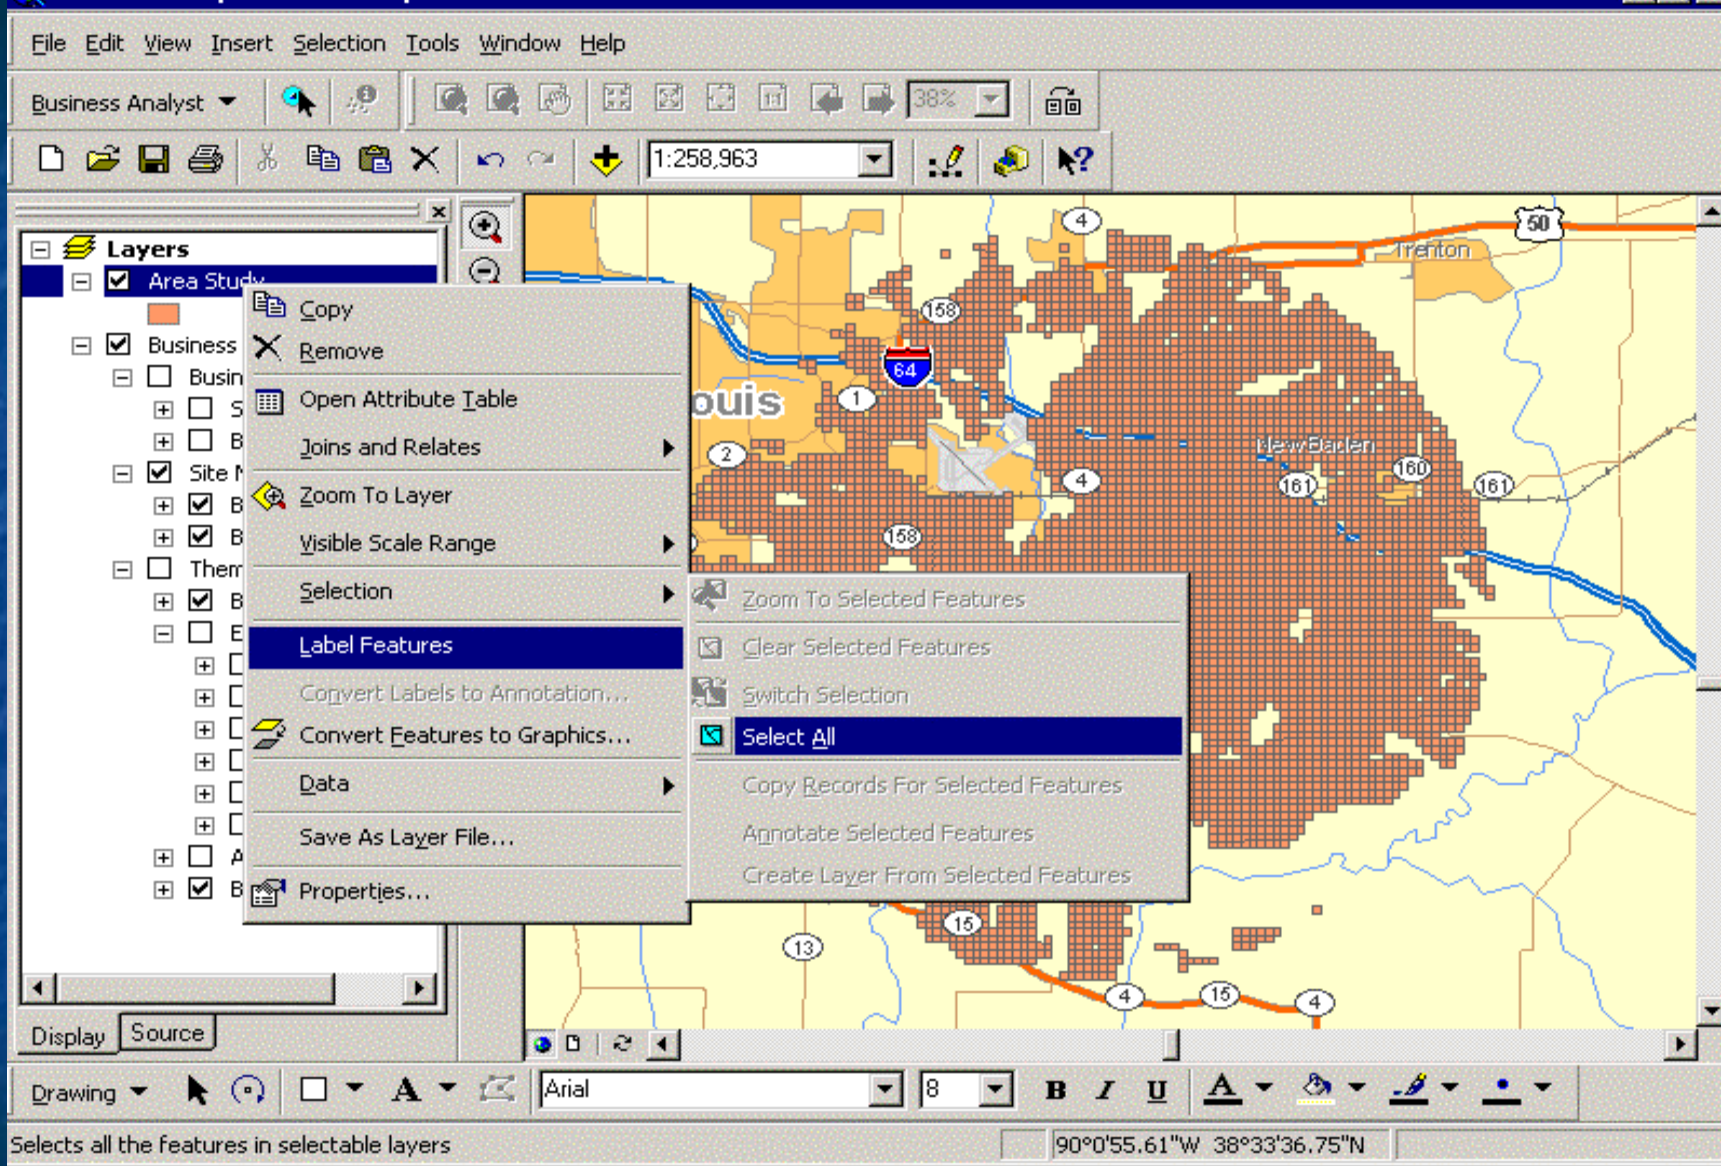 File Edit View Insert Selection Tools Window Help
Business Analyst
38%
1:258,963
Layers
Area Study
Business
Busin
S
B
Site
B
B
Them
B
E
A
B
Display Source
Copy
Remove
Open Attribute Table
Joins and Relates
Zoom To Layer
Visible Scale Range
Selection
Label Features
Convert Labels to Annotation...
Convert Features to Graphics...
Data
Save As Layer File...
Properties...
Zoom To Selected Features
Clear Selected Features
Switch Selection
Select All
Copy Records For Selected Features
Annotate Selected Features
Create Layer From Selected Features
4
50
Trenton
158
64
ouis
1
2
New Baden
4
161
160
161
158
15
13
4
15
4
Drawing
A
Arial
8
B I U A
Selects all the features in selectable layers
90°0'55.61"W 38°33'36.75"N